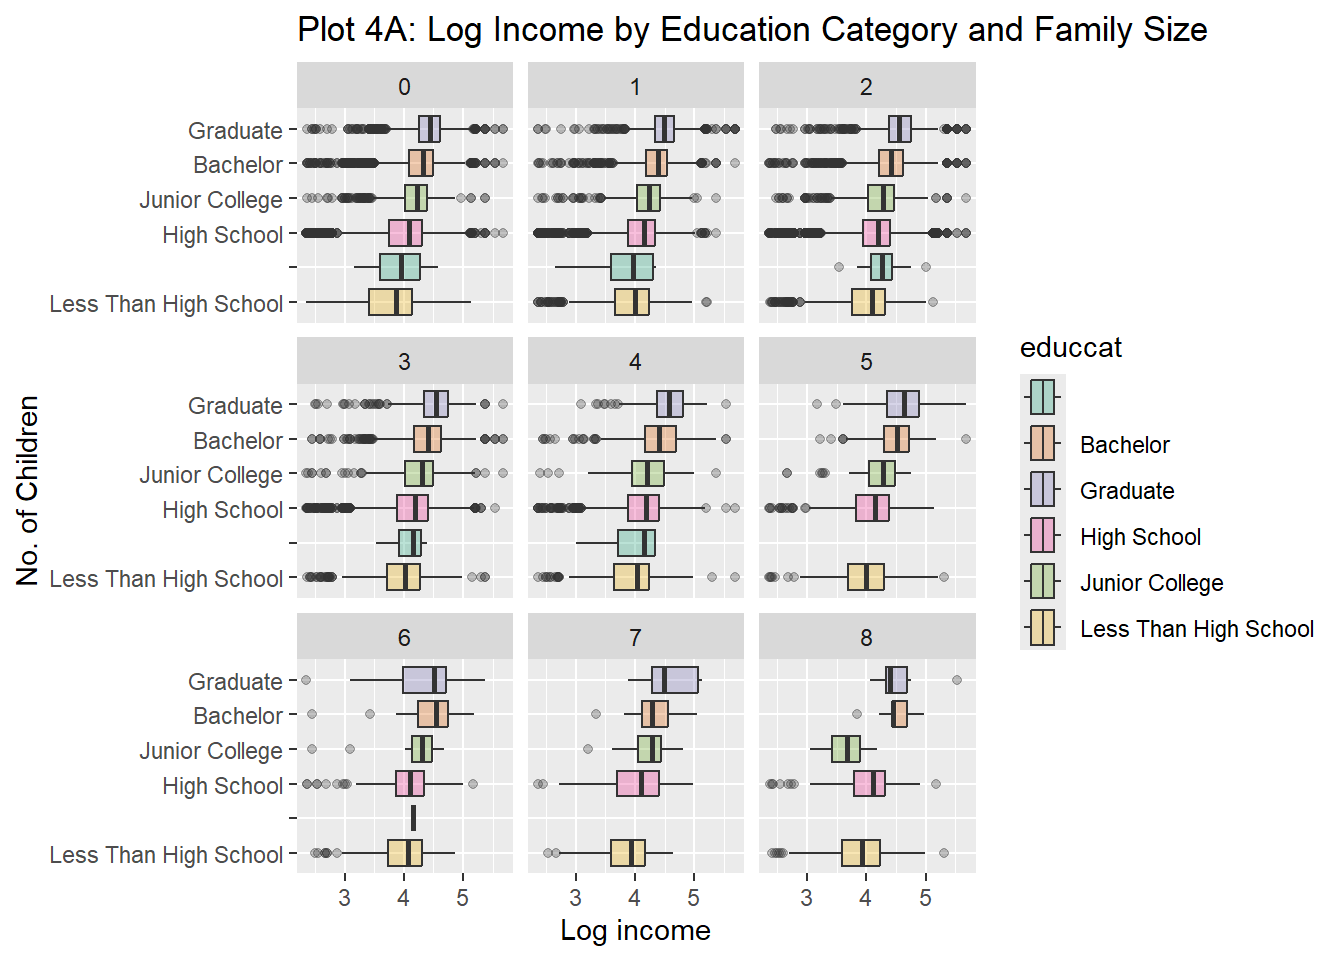 Plot 4A: Log Income by Education Category and Family Size
0
1
2
Graduate
Bachelor
Junior College
High School
Less Than High School
3
4
5
Graduate
Bachelor
Junior College
High School
Less Than High School
6
7
8
Graduate
Bachelor
Junior College
High School
Less Than High School
3 4 5
3 4 5
3 4 5
Log income
No. of Children
educcat
Bachelor
Graduate
High School
Junior College
Less Than High School